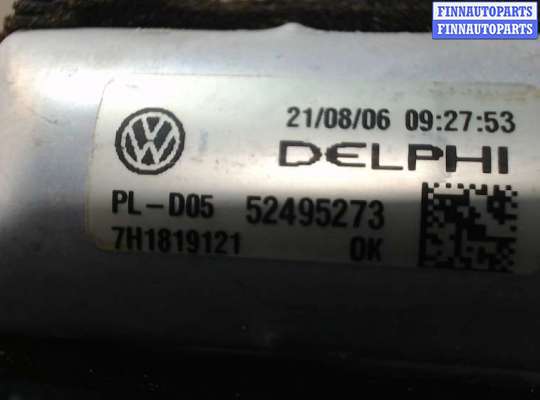 FINNAUTOPARTS
FINNAUTOPARTS
21/08/06 09:27:53
DELPHI
PL-D05 52495273
7H1819121 OK